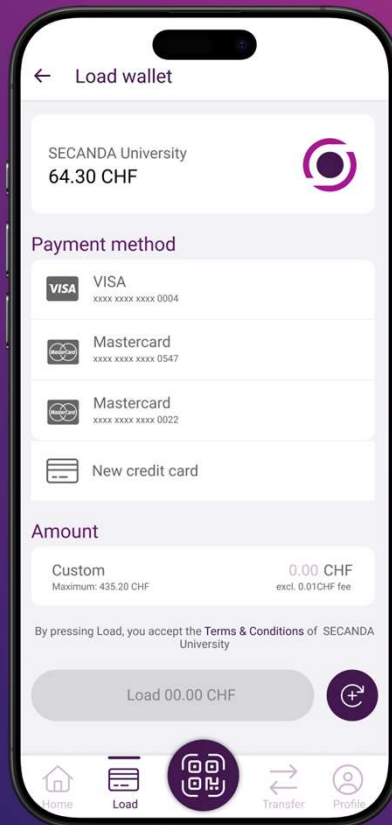 Load wallet
SECANDA University
64.30 CHF
Payment method
VISA
VISA
xxxx xxxx xxxx 0004
MasterCard
Mastercard
xxxx xxxx xxxx 0547
MasterCard
Mastercard
xxxx xxxx xxxx 0022
New credit card
Amount
Custom
0.00 CHF
Maximum: 435.20 CHF
excl. 0.01CHF fee
By pressing Load, you accept the Terms & Conditions of SECANDA
University
Load 00.00 CHF
Home
Load
Transfer
Profile